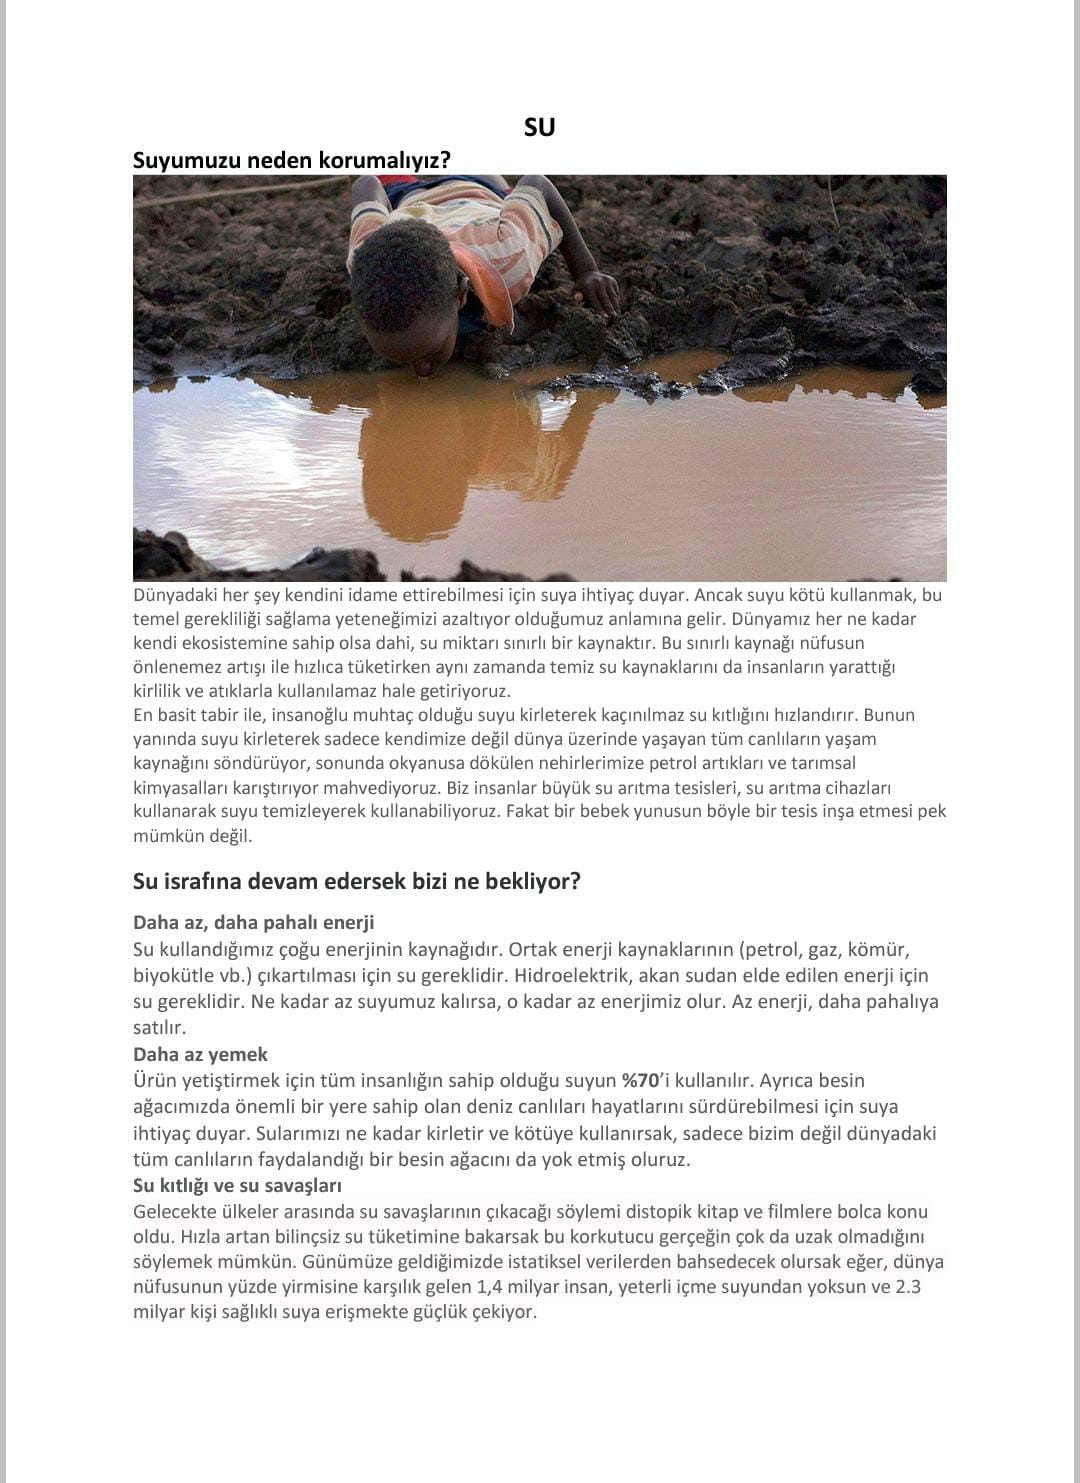 SU
Suyumuzu neden korumalıyız?
Dünyadaki her şey kendini idame ettirebilmesi için suya ihtiyaç duyar. Ancak suyu kötü kullanmak, bu
temel gerekliliği sağlama yeteneğimizi azaltıyor olduğumuz anlamına gelir. Dünyamız her ne kadar
kendi ekosistemine sahip olsa dahi, su miktarı sınırlı bir kaynaktır. Bu sınırlı kaynağı nüfusun
önlenemez artışı ile hızlıca tüketirken aynı zamanda temiz su kaynaklarını da insanların yarattığı
kirlilik ve atıklarla kullanılamaz hale getiriyoruz.
En basit tabir ile, insanoğlu muhtaç olduğu suyu kirleterek kaçınılmaz su kıtlığını hızlandırır. Bunun
yanında suyu kirleterek sadece kendimize değil dünya üzerinde yaşayan tüm canlıların yaşam
kaynağını söndürüyor, sonunda okyanusa dökülen nehirlerimize petrol artıkları ve tarımsal
kimyasalları karıştırıyor mahvediyoruz. Biz insanlar büyük su arıtma tesisleri, su arıtma cihazları
kullanarak suyu temizleyerek kullanabiliyoruz. Fakat bir bebek yunusun böyle bir tesis inşa etmesi pek
mümkün değil.
Su israfına devam edersek bizi ne bekliyor?
Daha az, daha pahalı enerji
Su kullandığımız çoğu enerjinin kaynağıdır. Ortak enerji kaynaklarının (petrol, gaz, kömür,
biyokütle vb.) çıkartılması için su gereklidir. Hidroelektrik, akan sudan elde edilen enerji için
su gereklidir. Ne kadar az suyumuz kalırsa, o kadar az enerjimiz olur. Az enerji, daha pahalıya
satılır.
Daha az yemek
Ürün yetiştirmek için tüm insanlığın sahip olduğu suyun %70'i kullanılır. Ayrıca besin
ağacımızda önemli bir yere sahip olan deniz canlıları hayatlarını sürdürebilmesi için suya
ihtiyaç duyar. Sularımızı ne kadar kirletir ve kötüye kullanırsak, sadece bizim değil dünyadaki
tüm canlıların faydalandığı bir besin ağacını da yok etmiş oluruz.
Su kıtlığı ve su savaşları
Gelecekte ülkeler arasında su savaşlarının çıkacağı söylemi distopik kitap ve filmlere bolca konu
oldu. Hızla artan bilinçsiz su tüketimine bakarsak bu korkutucu gerçeğin çok da uzak olmadığını
söylemek mümkün. Günümüze geldiğimizde istatiksel verilerden bahsedecek olursak eğer, dünya
nüfusunun yüzde yirmisine karşılık gelen 1,4 milyar insan, yeterli içme suyundan yoksun ve 2.3
milyar kişi sağlıklı suya erişmekte güçlük çekiyor.